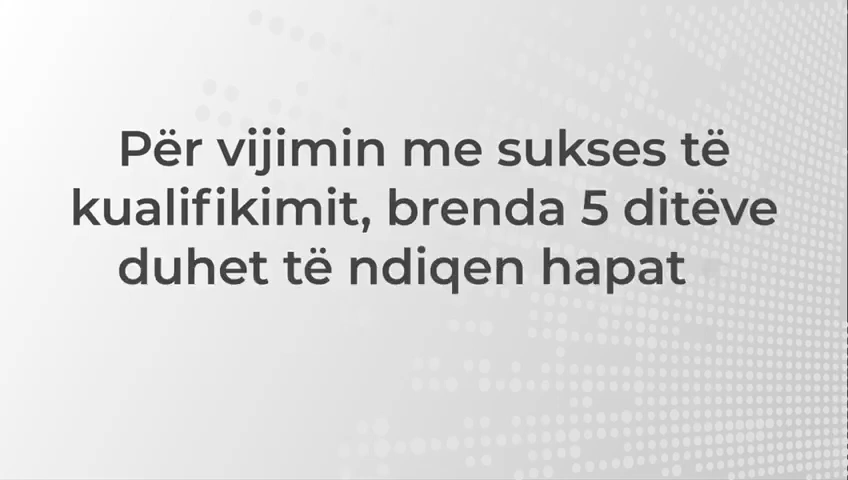 Për vijimin me sukses të
kualifikimit, brenda 5 ditëve
duhet të ndiqen hapat